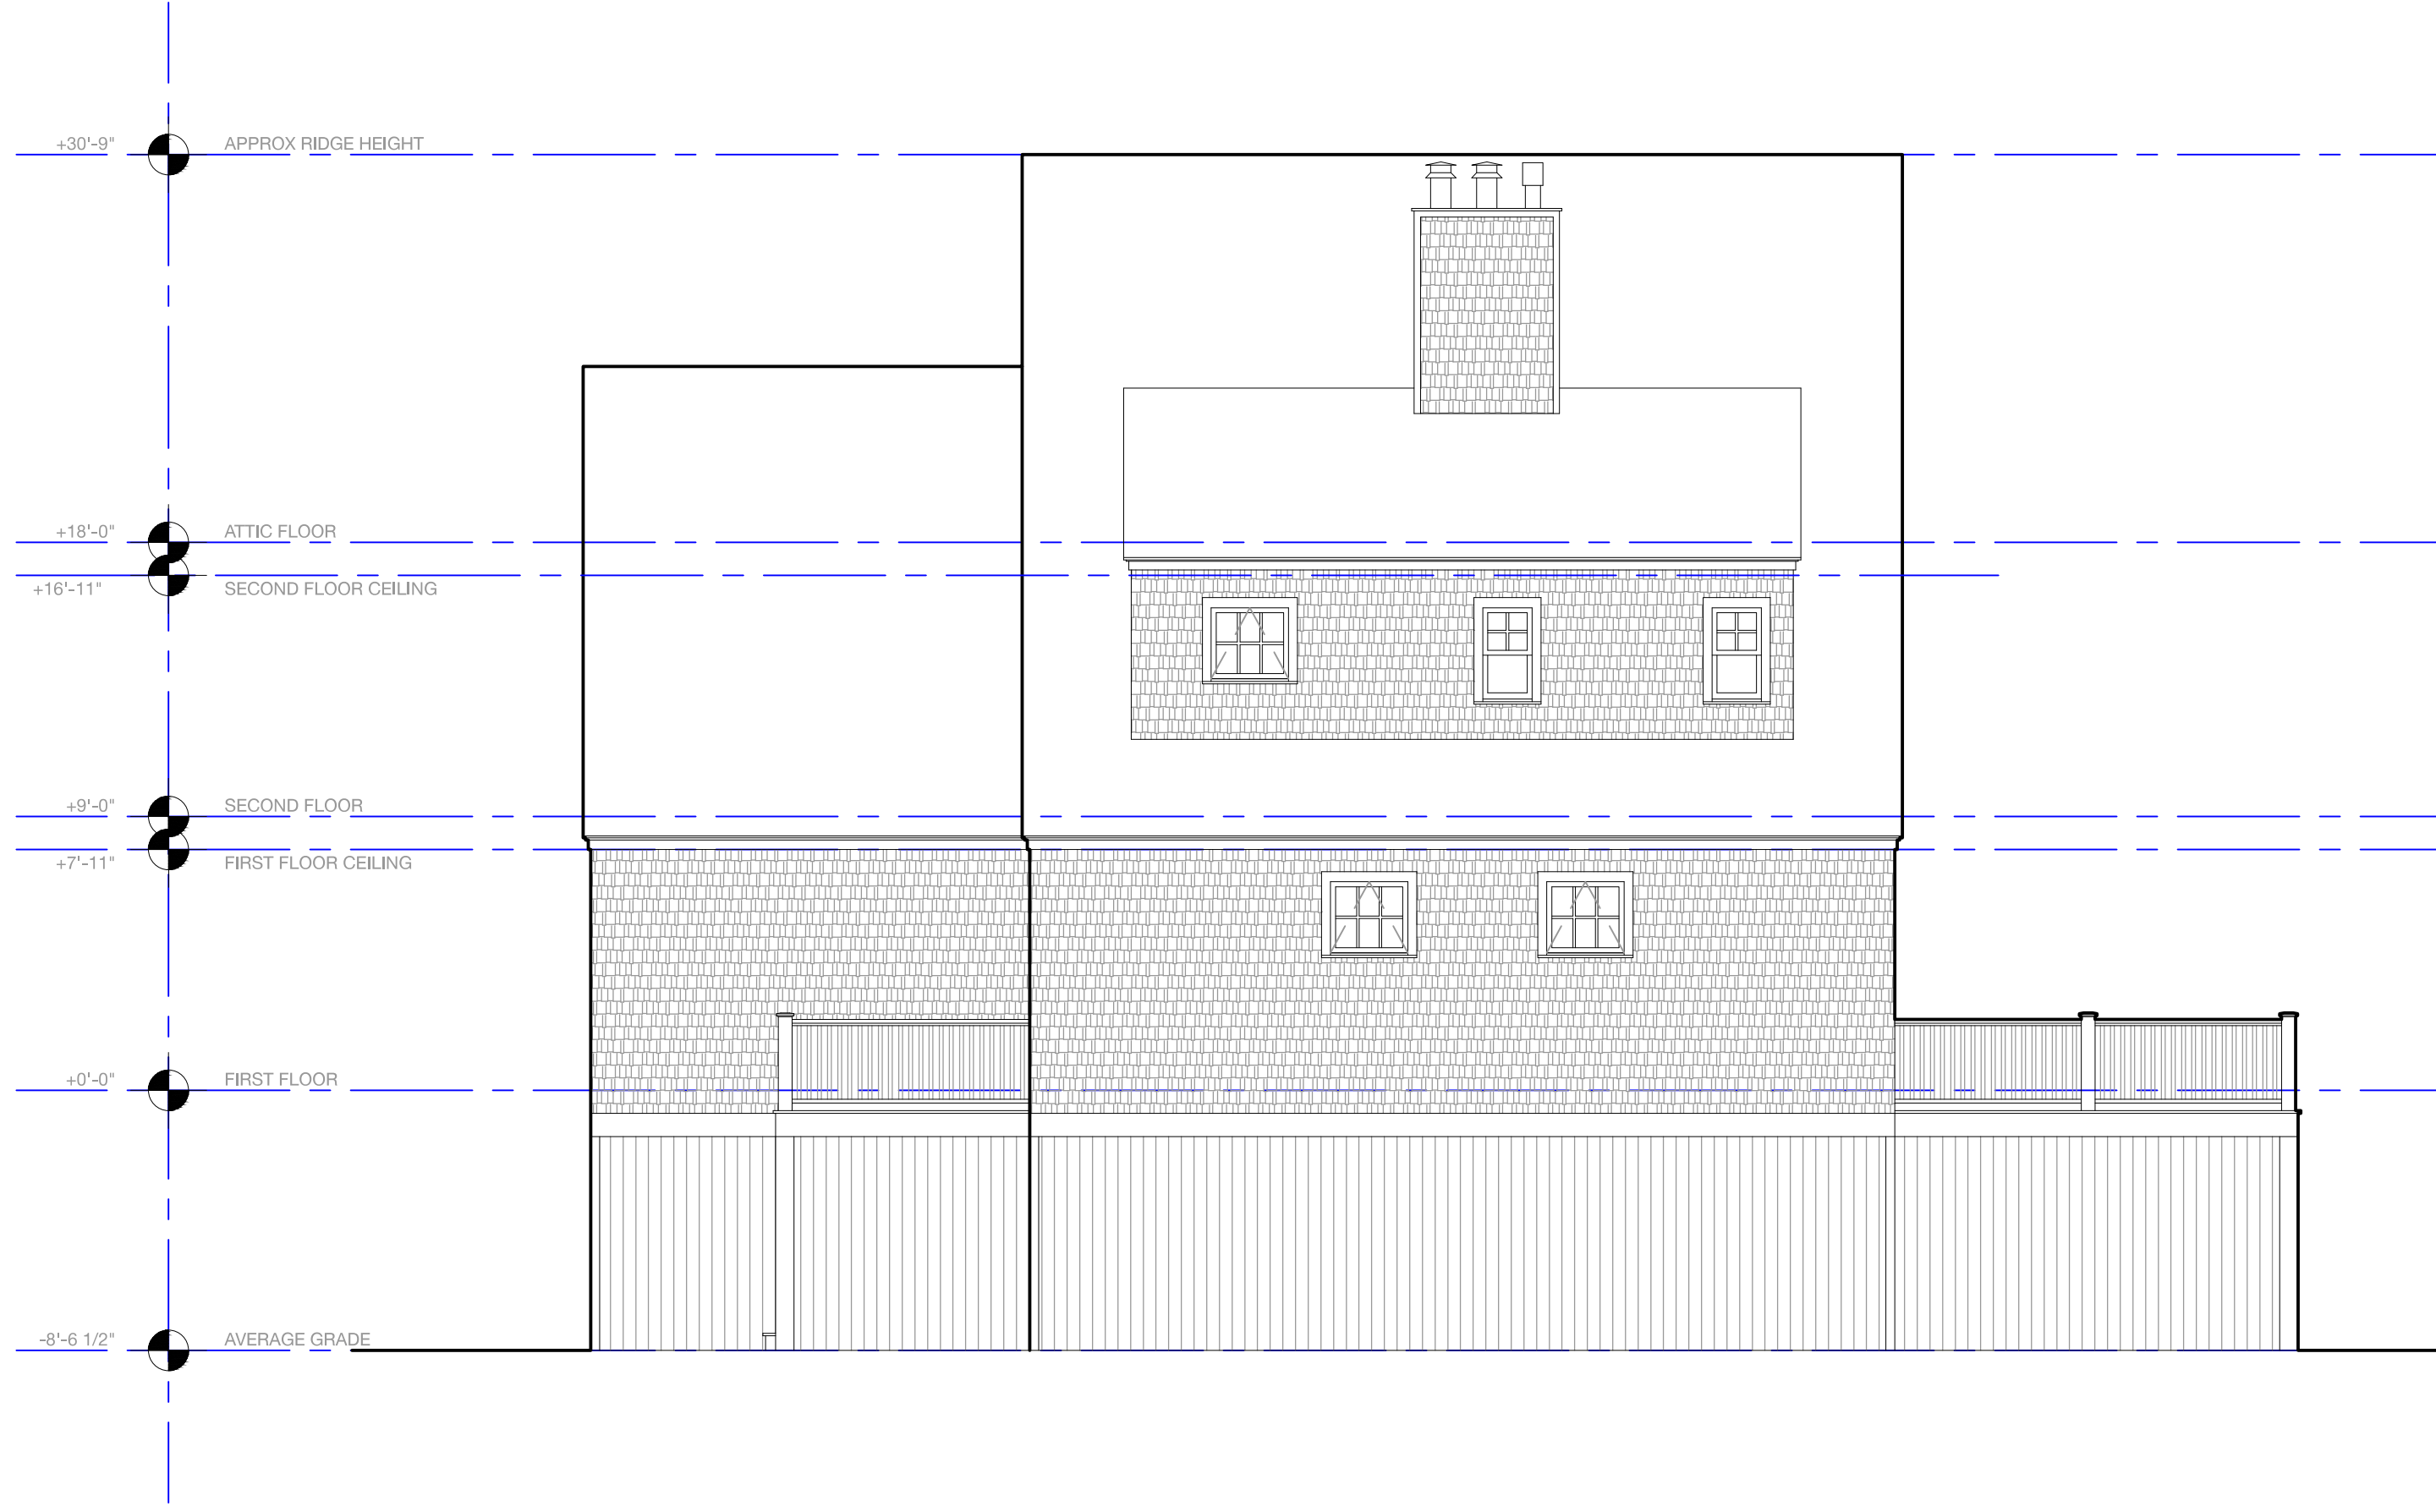 +30'-9" APPROX RIDGE HEIGHT
+18'-0" ATTIC FLOOR
+16'-11" SECOND FLOOR CEILING
+9'-0" SECOND FLOOR
+7'-11" FIRST FLOOR CEILING
+0'-0" FIRST FLOOR
-8'-6 1/2" AVERAGE GRADE